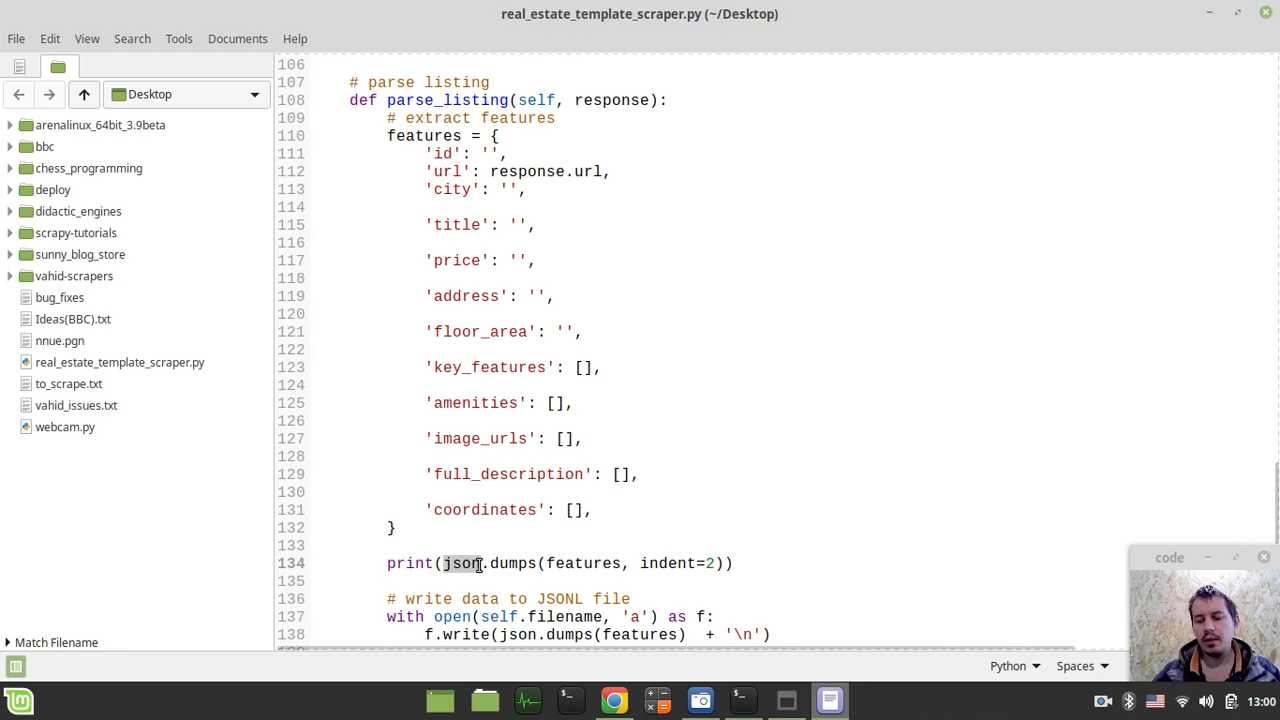 real_estate_template_scraper.py (~/Desktop)
File Edit View Search Tools Documents Help
Desktop
arenalinux_64bit_3.9beta
bbc
chess_programming
deploy
didactic_engines
scrapy-tutorials
sunny_blog_store
vahid-scrapers
bug_fixes
Ideas(BBC).txt
nnue.pgn
real_estate_template_scraper.py
to_scrape.txt
vahid_issues.txt
webcam.py
Match Filename
106
107 # parse listing
108 def parse_listing(self, response):
109 # extract features
110 features = {
111 'id': '',
112 'url': response.url,
113 'city': '',
114
115 'title': '',
116
117 'price': '',
118
119 'address': '',
120
121 'floor_area': '',
122
123 'key_features': [],
124
125 'amenities': [],
126
127 'image_urls': [],
128
129 'full_description': [],
130
131 'coordinates': [],
132 }
133
134 print(json.dumps(features, indent=2))
135
136 # write data to JSONL file
137 with open(self.filename, 'a') as f:
138 f.write(json.dumps(features) + '\n')
code
Python Spaces
13:00